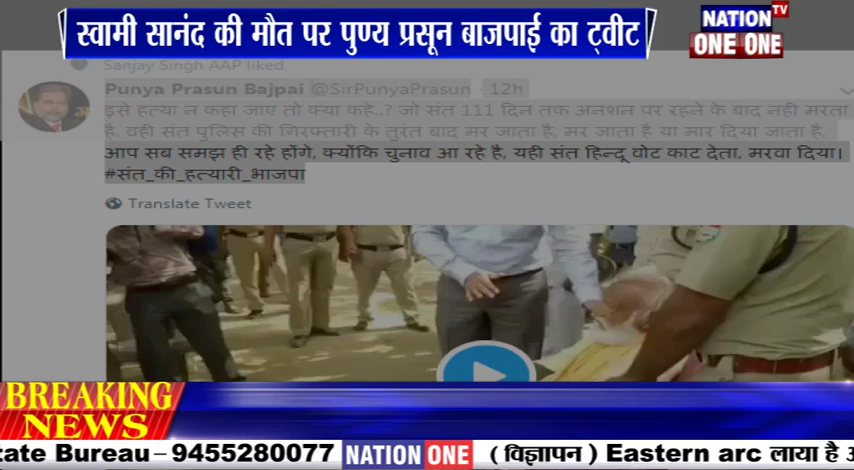 स्वामी सानंद की मौत पर पुण्य प्रसून बाजपाई का ट्वीट
NATION TV
ONE ONE
Sanjay Singh AAP liked
Punya Prasun Bajpai @SirPunyaPrasun · 12h
इसे हत्या न कहा जाए तो क्या कहे..? जो संत 111 दिन तक अनशन पर रहने के बाद नही मरता
है, वही संत पुलिस की गिरफ्तारी के तुरंत बाद मर जाता है, मर जाता है या मार दिया जाता है,
आप सब समझ ही रहे होंगे, क्योंकि चुनाव आ रहे है, यही संत हिन्दू वोट काट देता, मरवा दिया।
#संत_की_हत्यारी_भाजपा
Translate Tweet
BREAKING
NEWS
tate Bureau - 9455280077 NATION ONE ( विज्ञापन ) Eastern arc लाया है